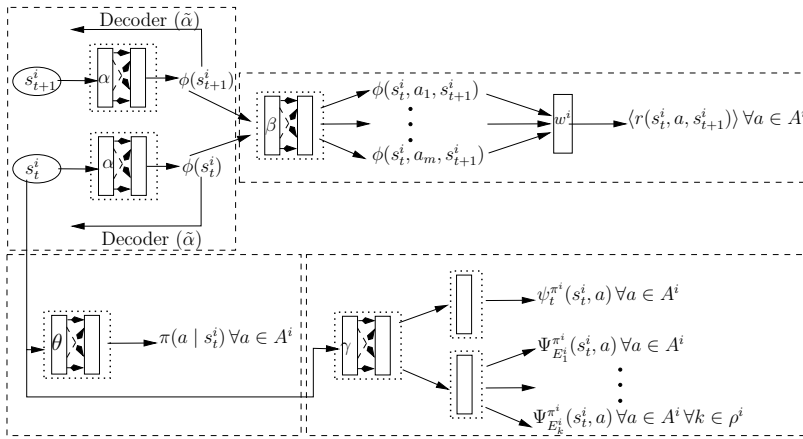 Decoder (α̃)
s^i_{t+1}
α
φ(s^i_{t+1})
s^i_t
α
φ(s^i_t)
Decoder (α̃)
β
φ(s^i_t, a_1, s^i_{t+1})
φ(s^i_t, a_m, s^i_{t+1})
w^i
⟨r(s^i_t, a, s^i_{t+1})⟩ ∀a ∈ A^i
θ
π(a | s^i_t) ∀a ∈ A^i
γ
ψ^{π^i}_t(s^i_t, a) ∀a ∈ A^i
Ψ^{π^i}_{E^i_1}(s^i_t, a) ∀a ∈ A^i
Ψ^{π^i}_{E^i_k}(s^i_t, a) ∀a ∈ A^i ∀k ∈ ρ^i